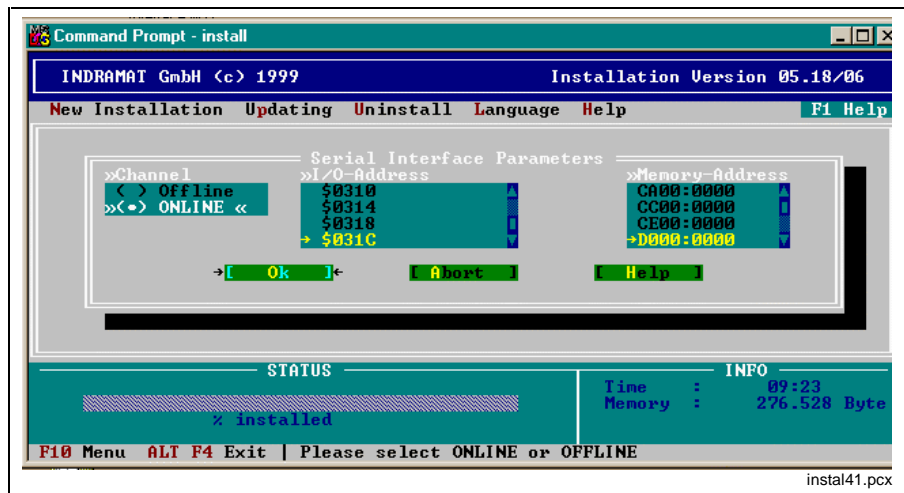 Command Prompt - install
INDRAMAT GmbH (c) 1999 Installation Version 05.18/06
New Installation Updating Uninstall Language Help F1 Help
Serial Interface Parameters
»Channel »I/O-Address »Memory-Address
( ) Offline $0310 CA00:0000
»(•) ONLINE « $0314 CC00:0000
$0318 CE00:0000
→ $031C →D000:0000
→[ Ok ]← [ Abort ] [ Help ]
STATUS INFO
Time : 09:23
Memory : 276.528 Byte
% installed
F10 Menu ALT F4 Exit | Please select ONLINE or OFFLINE
instal41.pcx